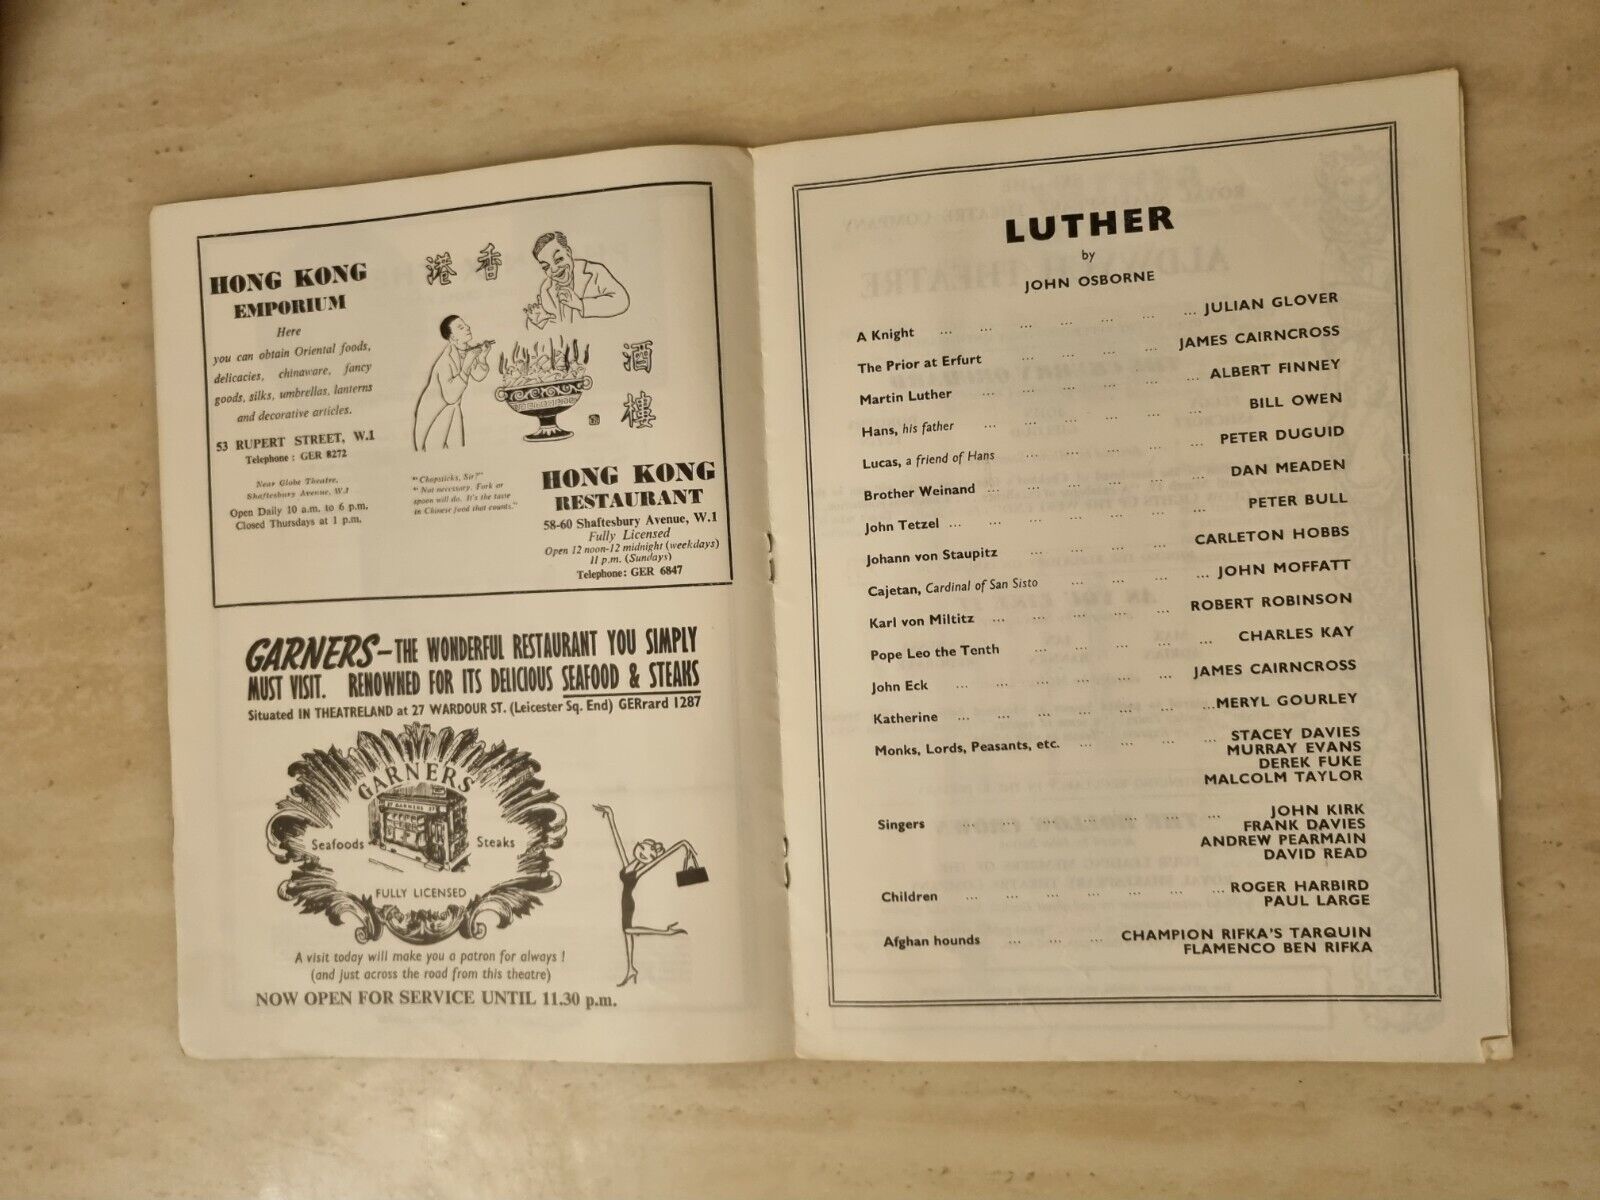 HONG KONG
EMPORIUM
Here
you can obtain Oriental foods,
delicacies, chinaware, fancy
goods, silks, umbrellas, lanterns
and decorative articles.
53 RUPERT STREET, W.1
Telephone : GER 8272
Near Globe Theatre,
Shaftesbury Avenue, W.1
Open Daily 10 a.m. to 6 p.m.
Closed Thursdays at 1 p.m.
港 香
酒
樓
"Chopsticks, Sir?"
"Not necessary. Fork or
spoon will do. It's the taste
in Chinese food that counts."
HONG KONG
RESTAURANT
58-60 Shaftesbury Avenue, W.1
Fully Licensed
Open 12 noon-12 midnight (weekdays)
11 p.m. (Sundays)
Telephone: GER 6847
GARNERS—THE WONDERFUL RESTAURANT YOU SIMPLY
MUST VISIT. RENOWNED FOR ITS DELICIOUS SEAFOOD & STEAKS
Situated IN THEATRELAND at 27 WARDOUR ST. (Leicester Sq. End) GERrard 1287
GARNERS
GARNERS
Seafoods Steaks
FULLY LICENSED
A visit today will make you a patron for always !
(and just across the road from this theatre)
NOW OPEN FOR SERVICE UNTIL 11.30 p.m.
LUTHER
by
JOHN OSBORNE
A Knight ... ... ... ... ... ... ... JULIAN GLOVER
The Prior at Erfurt ... ... ... ... JAMES CAIRNCROSS
Martin Luther ... ... ... ... ... ... ALBERT FINNEY
Hans, his father ... ... ... ... ... ... BILL OWEN
Lucas, a friend of Hans ... ... ... ... ... PETER DUGUID
Brother Weinand ... ... ... ... ... ... DAN MEADEN
John Tetzel ... ... ... ... ... ... ... PETER BULL
Johann von Staupitz ... ... ... ... CARLETON HOBBS
Cajetan, Cardinal of San Sisto ... ... ... ... JOHN MOFFATT
Karl von Miltitz ... ... ... ... ... ROBERT ROBINSON
Pope Leo the Tenth ... ... ... ... ... CHARLES KAY
John Eck ... ... ... ... ... ... JAMES CAIRNCROSS
Katherine ... ... ... ... ... ... ...MERYL GOURLEY
Monks, Lords, Peasants, etc. ... ... ... ... STACEY DAVIES
MURRAY EVANS
DEREK FUKE
MALCOLM TAYLOR
Singers ... ... ... ... ... ... ... JOHN KIRK
FRANK DAVIES
ANDREW PEARMAIN
DAVID READ
Children ... ... ... ... ... ... ... ROGER HARBIRD
PAUL LARGE
Afghan hounds ... ... ... CHAMPION RIFKA'S TARQUIN
FLAMENCO BEN RIFKA